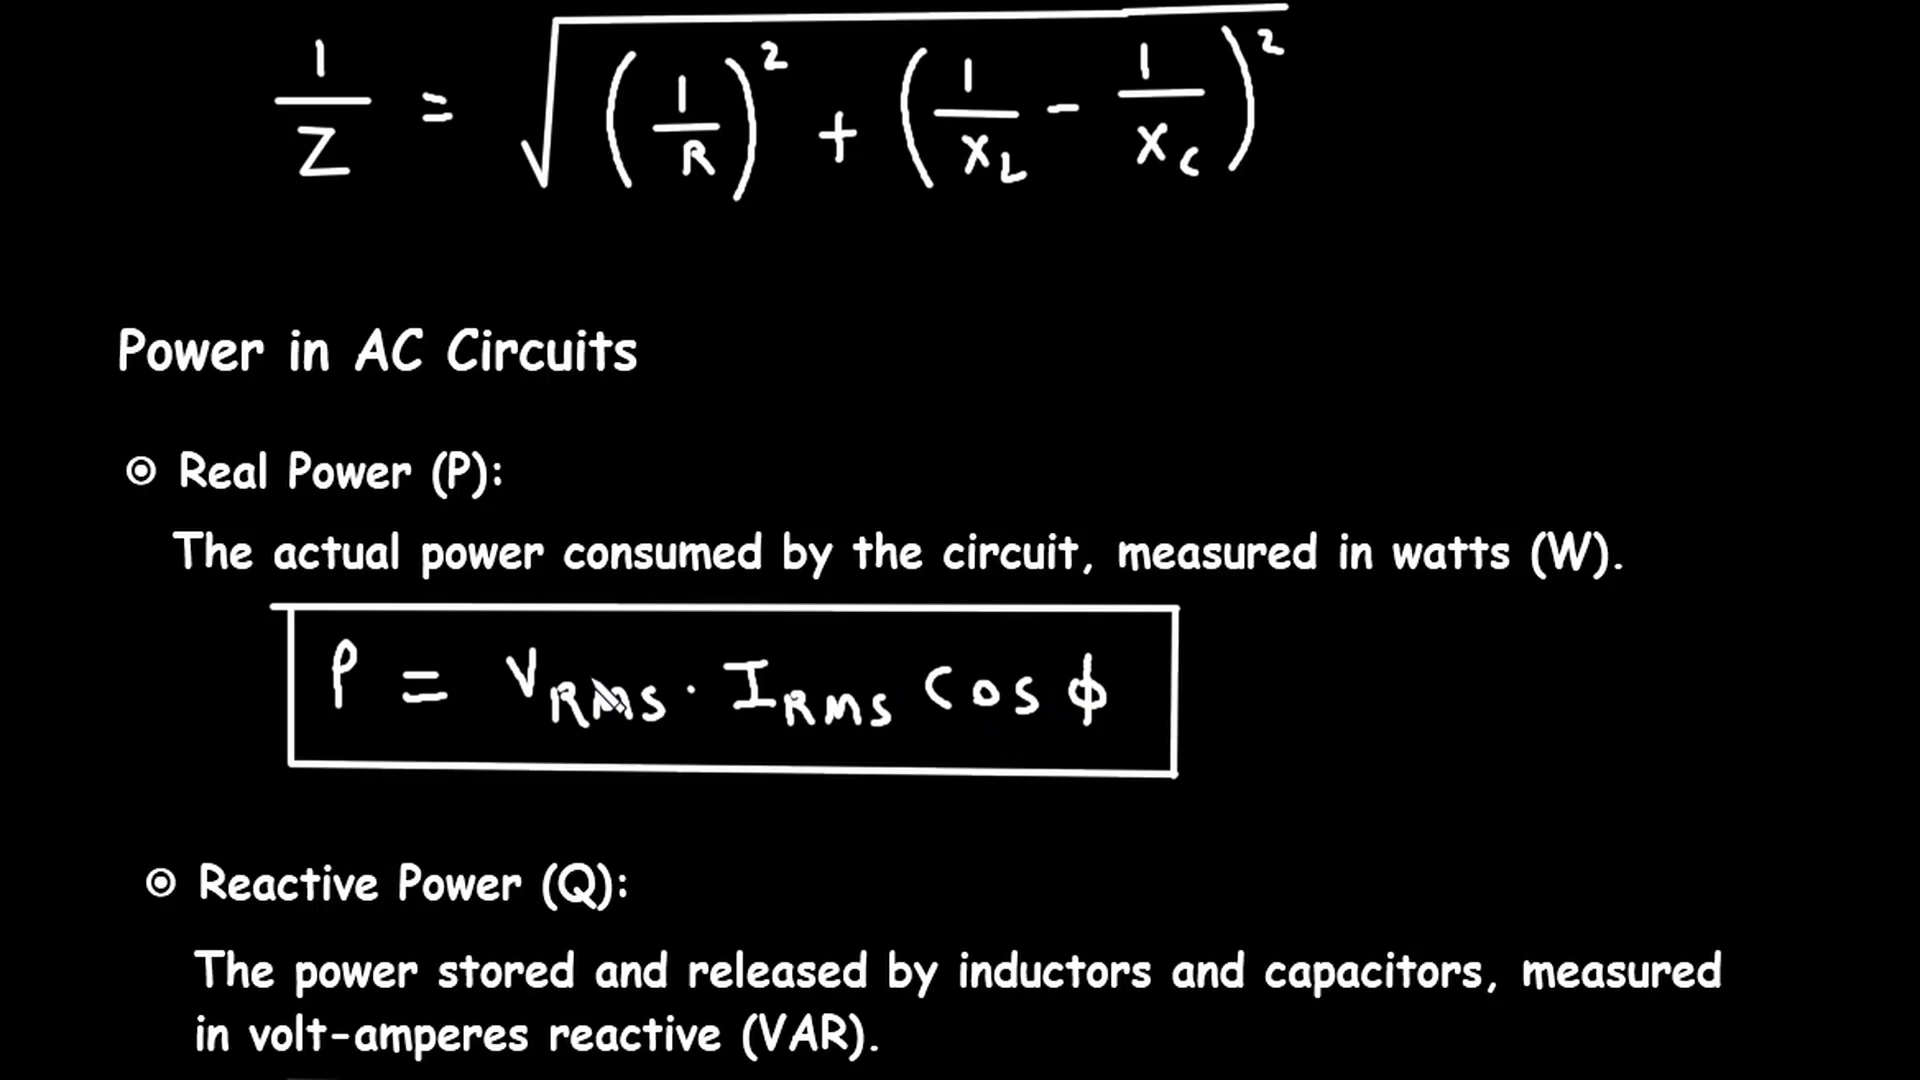 1/Z = √((1/R)² + (1/X_L - 1/X_C)²)
Power in AC Circuits
⊙ Real Power (P):
The actual power consumed by the circuit, measured in watts (W).
P = V_RMS · I_RMS Cos ϕ
⊙ Reactive Power (Q):
The power stored and released by inductors and capacitors, measured
in volt-amperes reactive (VAR).